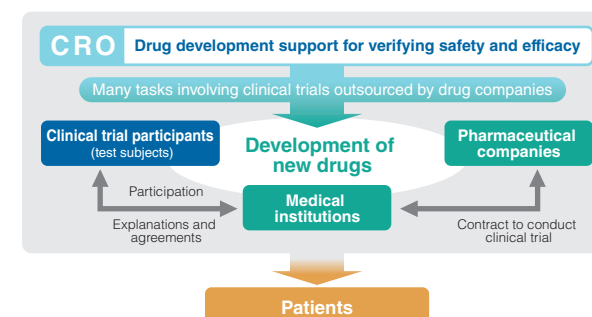 CRO Drug development support for verifying safety and efficacy
Many tasks involving clinical trials outsourced by drug companies
Clinical trial participants
(test subjects)
Development of
new drugs
Pharmaceutical
companies
Participation
Explanations and
agreements
Medical
institutions
Contract to conduct
clinical trial
Patients